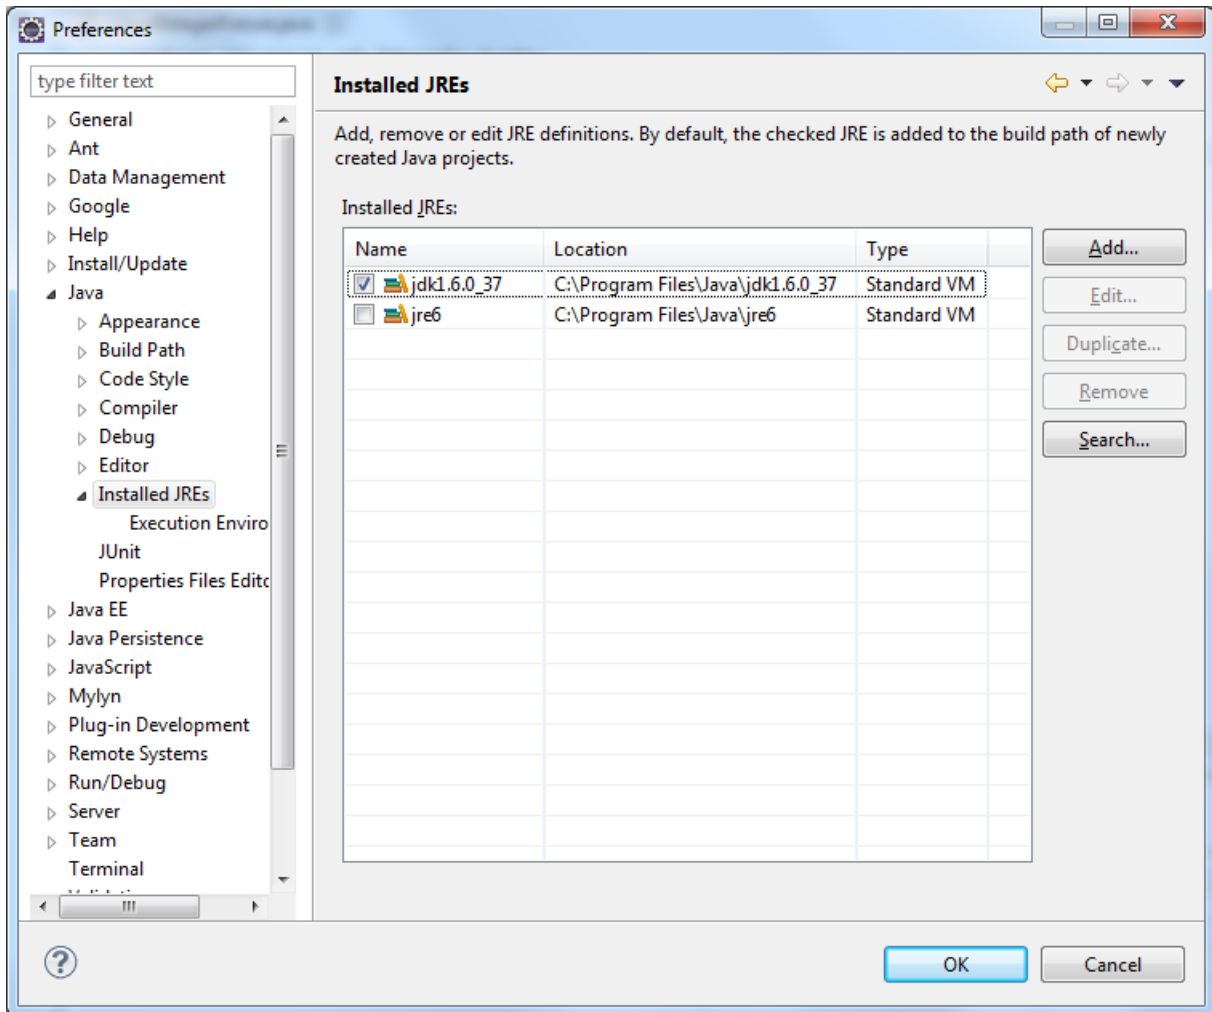 Preferences
type filter text
General
Ant
Data Management
Google
Help
Install/Update
Java
Appearance
Build Path
Code Style
Compiler
Debug
Editor
Installed JREs
Execution Enviro
JUnit
Properties Files Edito
Java EE
Java Persistence
JavaScript
Mylyn
Plug-in Development
Remote Systems
Run/Debug
Server
Team
Terminal
Installed JREs
Add, remove or edit JRE definitions. By default, the checked JRE is added to the build path of newly
created Java projects.
Installed JREs:
Name Location Type
jdk1.6.0_37 C:\Program Files\Java\jdk1.6.0_37 Standard VM
jre6 C:\Program Files\Java\jre6 Standard VM
Add...
Edit...
Duplicate...
Remove
Search...
OK
Cancel